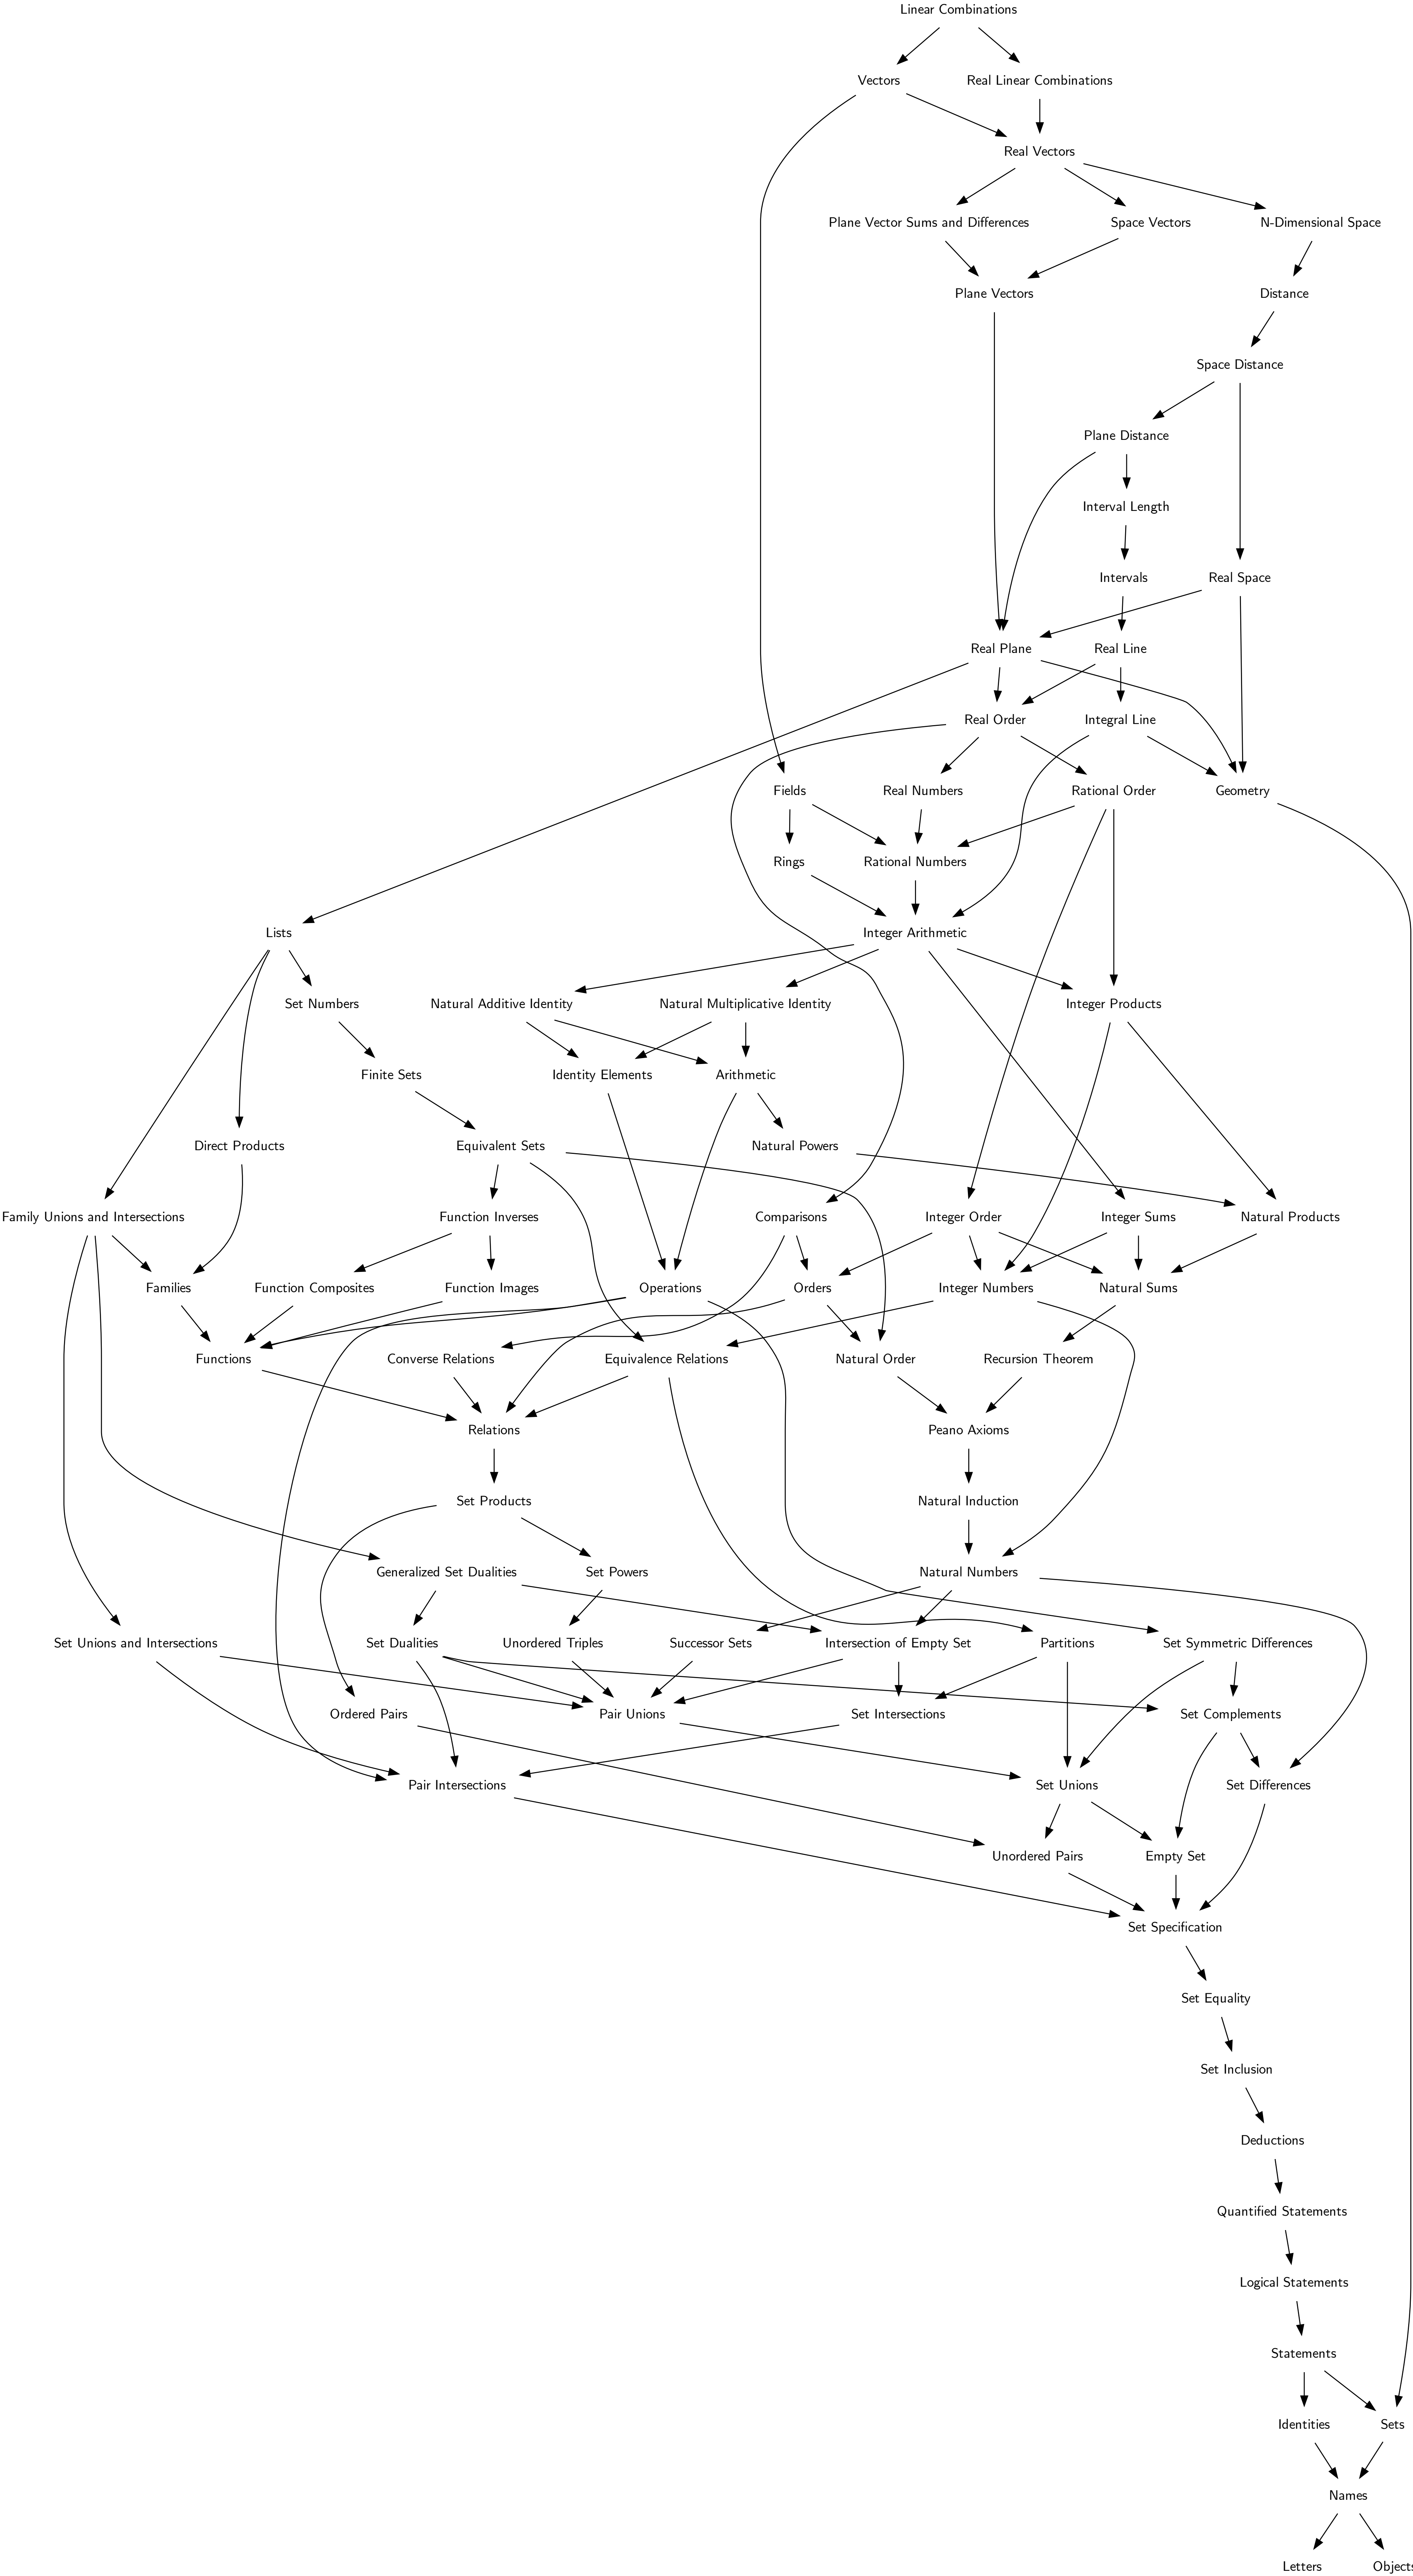 Linear Combinations
Vectors
Real Linear Combinations
Real Vectors
Plane Vector Sums and Differences
Space Vectors
N-Dimensional Space
Plane Vectors
Distance
Space Distance
Plane Distance
Interval Length
Intervals
Real Space
Real Plane
Real Line
Real Order
Integral Line
Fields
Real Numbers
Rational Order
Geometry
Rings
Rational Numbers
Lists
Integer Arithmetic
Set Numbers
Natural Additive Identity
Natural Multiplicative Identity
Integer Products
Finite Sets
Identity Elements
Arithmetic
Direct Products
Equivalent Sets
Natural Powers
Family Unions and Intersections
Function Inverses
Comparisons
Integer Order
Integer Sums
Natural Products
Families
Function Composites
Function Images
Operations
Orders
Integer Numbers
Natural Sums
Functions
Converse Relations
Equivalence Relations
Natural Order
Recursion Theorem
Relations
Peano Axioms
Set Products
Natural Induction
Generalized Set Dualities
Set Powers
Natural Numbers
Set Unions and Intersections
Set Dualities
Unordered Triples
Successor Sets
Intersection of Empty Set
Partitions
Set Symmetric Differences
Ordered Pairs
Pair Unions
Set Intersections
Set Complements
Pair Intersections
Set Unions
Set Differences
Unordered Pairs
Empty Set
Set Specification
Set Equality
Set Inclusion
Deductions
Quantified Statements
Logical Statements
Statements
Identities
Sets
Names
Letters
Objects